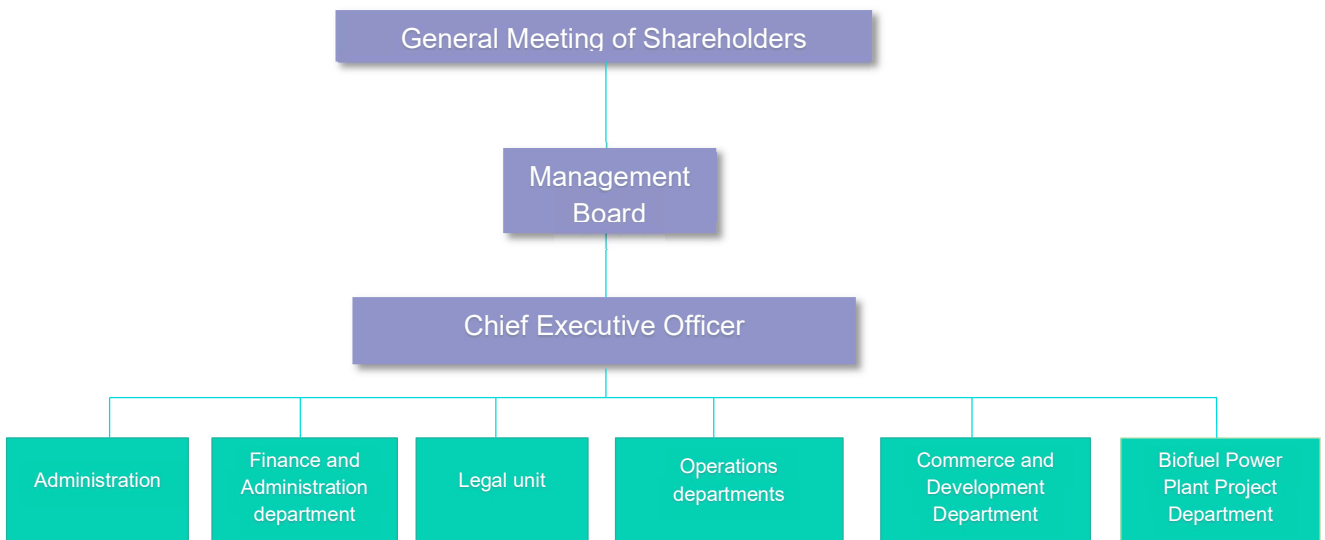 General Meeting of Shareholders
Management
Board
Chief Executive Officer
Administration
Finance and
Administration
department
Legal unit
Operations
departments
Commerce and
Development
Department
Biofuel Power
Plant Project
Department